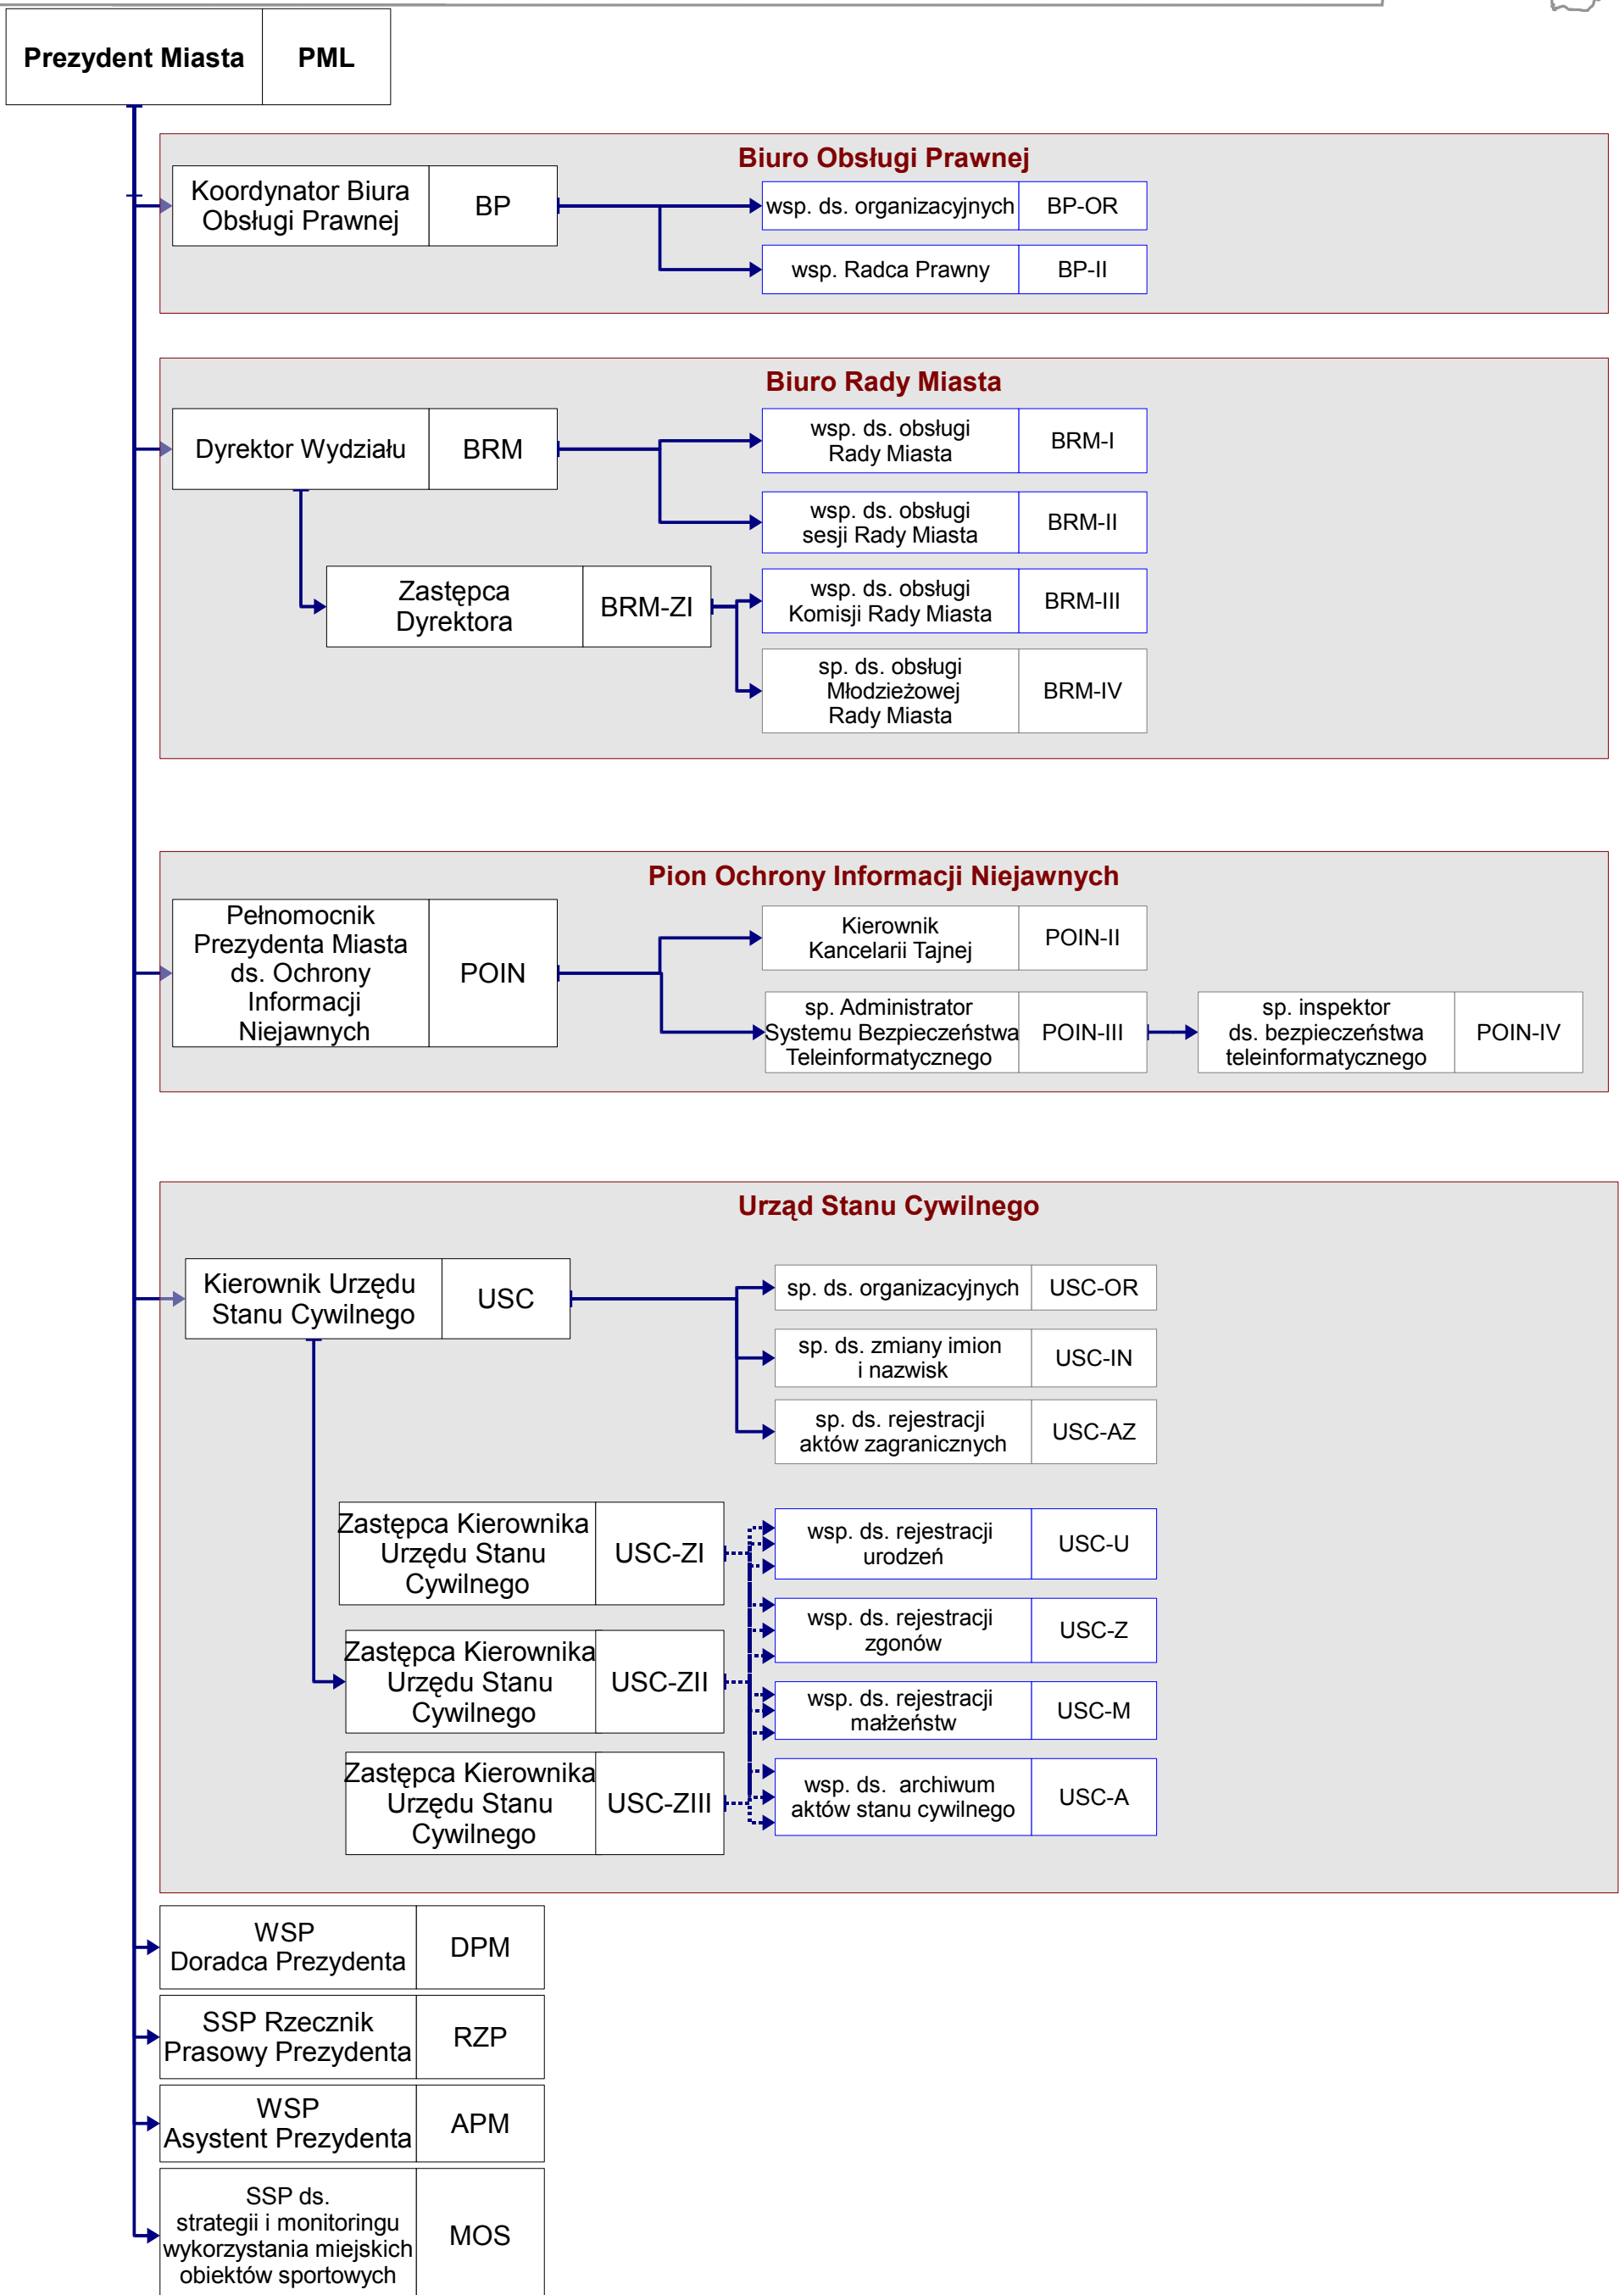 Prezydent Miasta
PML
Biuro Obsługi Prawnej
Koordynator Biura
Obsługi Prawnej
BP
wsp. ds. organizacyjnych
BP-OR
wsp. Radca Prawny
BP-II
Biuro Rady Miasta
Dyrektor Wydziału
BRM
wsp. ds. obsługi
Rady Miasta
BRM-I
wsp. ds. obsługi
sesji Rady Miasta
BRM-II
Zastępca
Dyrektora
BRM-ZI
wsp. ds. obsługi
Komisji Rady Miasta
BRM-III
sp. ds. obsługi
Młodzieżowej
Rady Miasta
BRM-IV
Pion Ochrony Informacji Niejawnych
Pełnomocnik
Prezydenta Miasta
ds. Ochrony
Informacji
Niejawnych
POIN
Kierownik
Kancelarii Tajnej
POIN-II
sp. Administrator
Systemu Bezpieczeństwa
Teleinformatycznego
POIN-III
sp. inspektor
ds. bezpieczeństwa
teleinformatycznego
POIN-IV
Urząd Stanu Cywilnego
Kierownik Urzędu
Stanu Cywilnego
USC
sp. ds. organizacyjnych
USC-OR
sp. ds. zmiany imion
i nazwisk
USC-IN
sp. ds. rejestracji
aktów zagranicznych
USC-AZ
Zastępca Kierownika
Urzędu Stanu
Cywilnego
USC-ZI
wsp. ds. rejestracji
urodzeń
USC-U
wsp. ds. rejestracji
zgonów
USC-Z
Zastępca Kierownika
Urzędu Stanu
Cywilnego
USC-ZII
wsp. ds. rejestracji
małżeństw
USC-M
Zastępca Kierownika
Urzędu Stanu
Cywilnego
USC-ZIII
wsp. ds. archiwum
aktów stanu cywilnego
USC-A
WSP
Doradca Prezydenta
DPM
SSP Rzecznik
Prasowy Prezydenta
RZP
WSP
Asystent Prezydenta
APM
SSP ds.
strategii i monitoringu
wykorzystania miejskich
obiektów sportowych
MOS